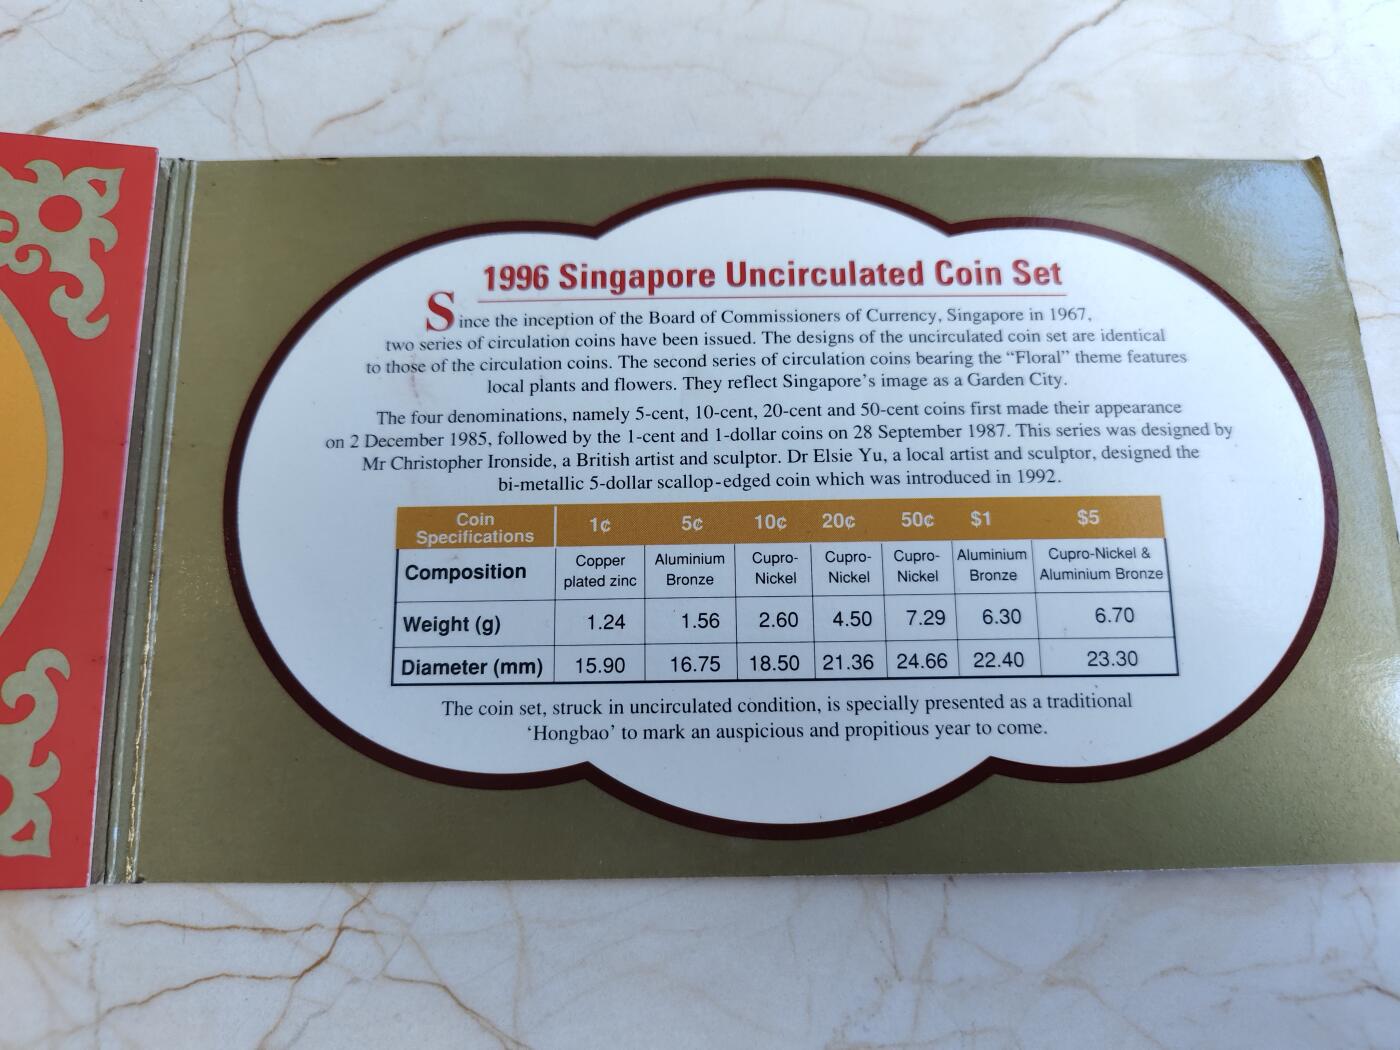 1996 Singapore Uncirculated Coin Set
Since the inception of the Board of Commissioners of Currency, Singapore in 1967,
two series of circulation coins have been issued. The designs of the uncirculated coin set are identical
to those of the circulation coins. The second series of circulation coins bearing the “Floral” theme features
local plants and flowers. They reflect Singapore's image as a Garden City.
The four denominations, namely 5-cent, 10-cent, 20-cent and 50-cent coins first made their appearance
on 2 December 1985, followed by the 1-cent and 1-dollar coins on 28 September 1987. This series was designed by
Mr Christopher Ironside, a British artist and sculptor. Dr Elsie Yu, a local artist and sculptor, designed the
bi-metallic 5-dollar scallop-edged coin which was introduced in 1992.
Coin Specifications 1¢ 5¢ 10¢ 20¢ 50¢ $1 $5
Composition Copper plated zinc Aluminium Bronze Cupro-Nickel Cupro-Nickel Cupro-Nickel Aluminium Bronze Cupro-Nickel & Aluminium Bronze
Weight (g) 1.24 1.56 2.60 4.50 7.29 6.30 6.70
Diameter (mm) 15.90 16.75 18.50 21.36 24.66 22.40 23.30
The coin set, struck in uncirculated condition, is specially presented as a traditional
‘Hongbao’ to mark an auspicious and propitious year to come.